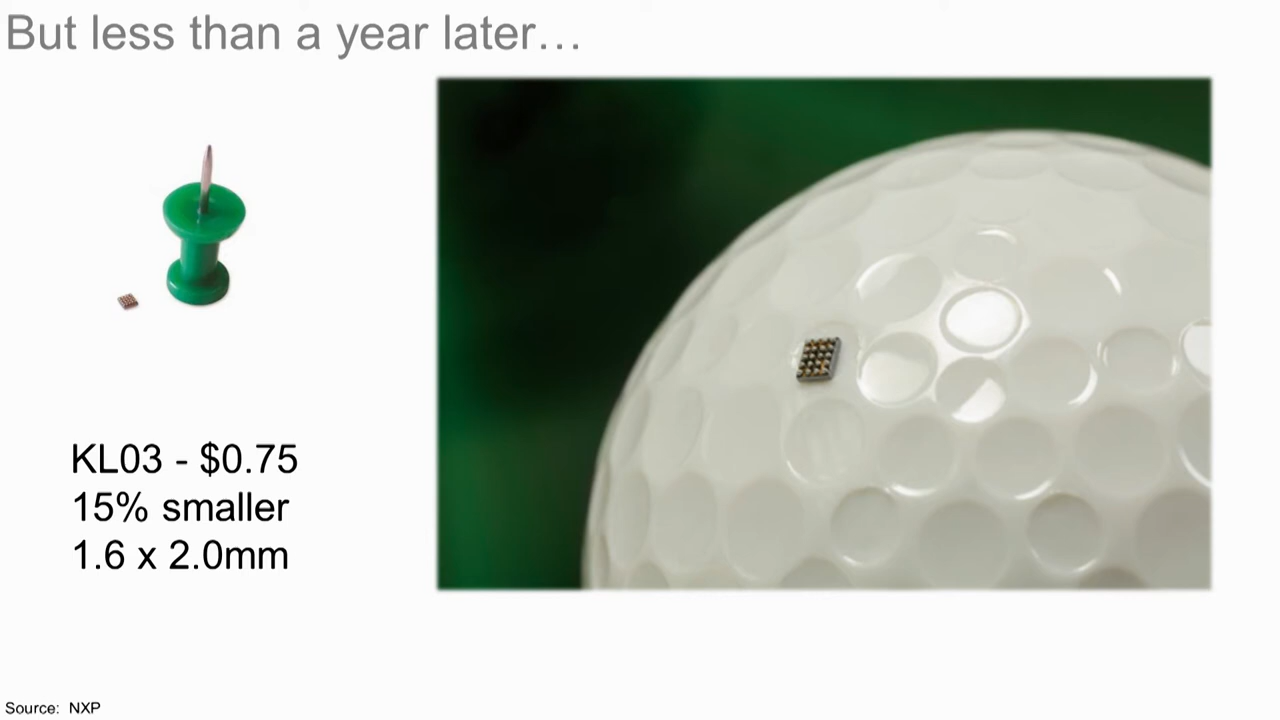 But less than a year later…
KL03 - $0.75
15% smaller
1.6 x 2.0mm
Source: NXP